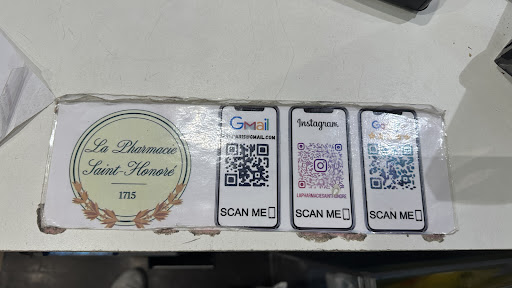 La Pharmacie
Saint-Honoré
1715
GMail
SCAN ME
Instagram
LAPHARMACIESAINTHONORE
SCAN ME
SCAN ME